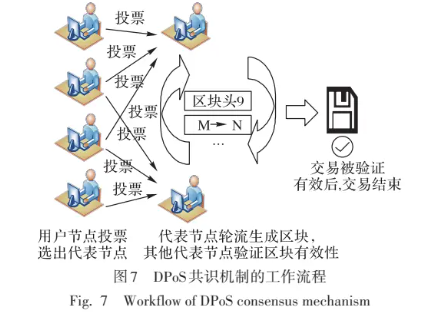 投票
投票
投票
投票
投票
投票
区块头9
M→N
…
交易被验证
有效后,交易结束
用户节点投票
选出代表节点
代表节点轮流生成区块,
其他代表节点验证区块有效性
图7 DPoS共识机制的工作流程
Fig. 7 Workflow of DPoS consensus mechanism